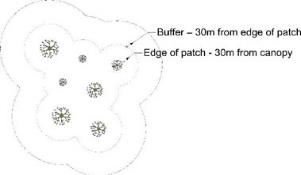 Buffer – 30m from edge of patch
Edge of patch - 30m from canopy